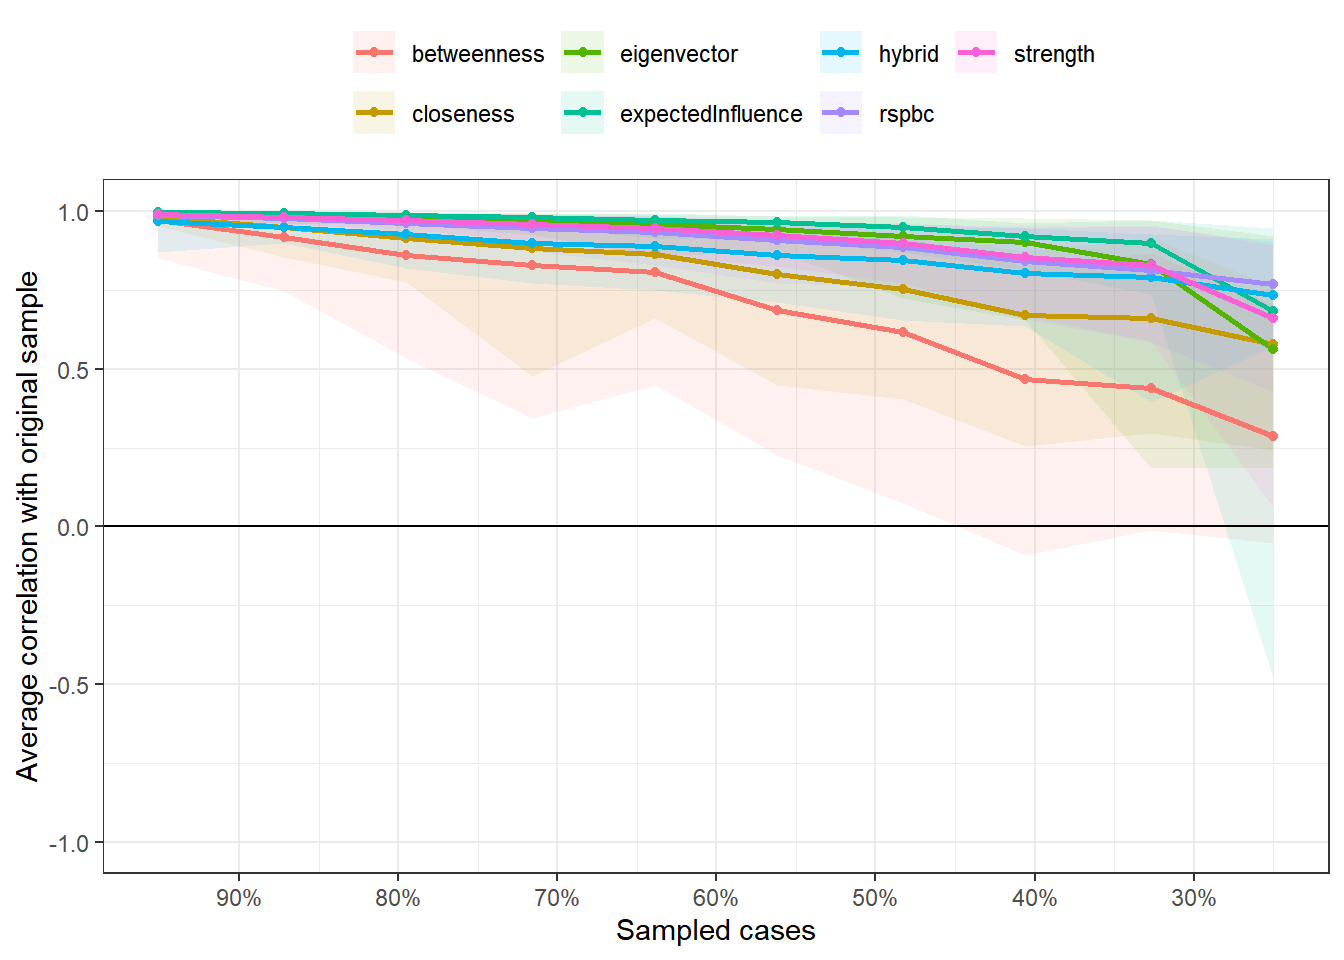 betweenness eigenvector hybrid strength
closeness expectedInfluence rspbc
Average correlation with original sample
1.0
0.5
0.0
-0.5
-1.0
90% 80% 70% 60% 50% 40% 30%
Sampled cases